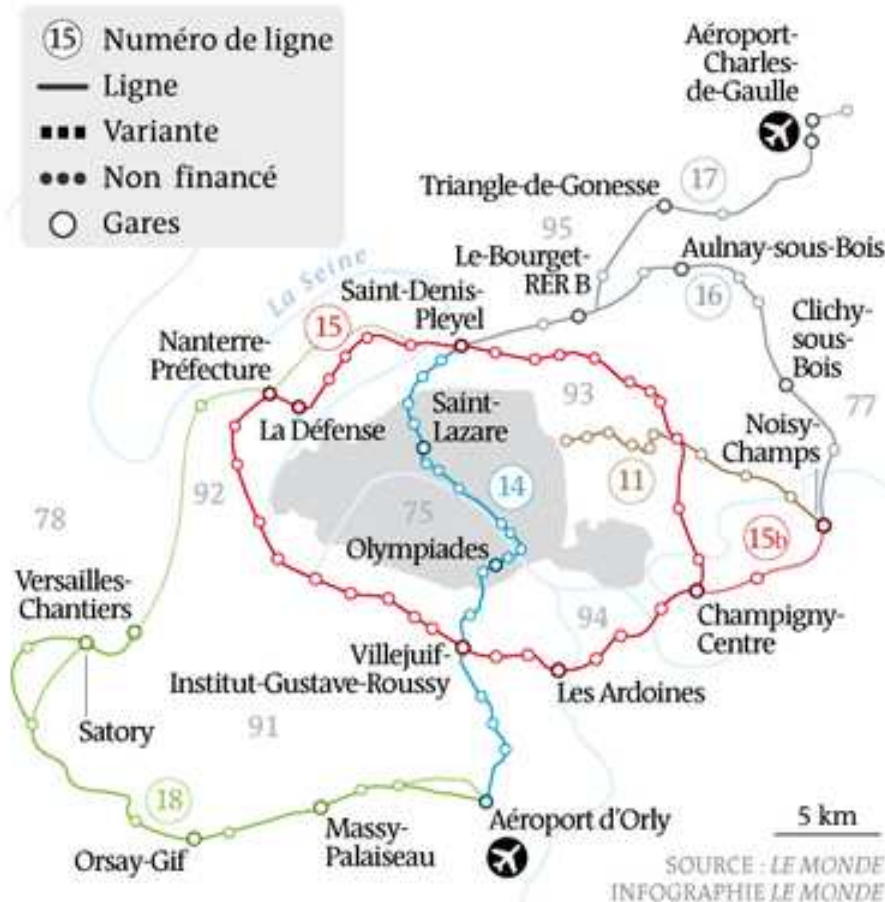 15 Numéro de ligne
Ligne
Variante
Non financé
Gares
Aéroport-
Charles-
de-Gaulle
Triangle-de-Gonesse
17
95
Le-Bourget-
RER B
Aulnay-sous-Bois
16
La Seine
Saint-Denis-
Pleyel
15
Nanterre-
Préfecture
Clichy-
sous-
Bois
93
77
La Défense
Saint-
Lazare
Noisy-
Champs
11
92
14
78
75
15b
Olympiades
Versailles-
Chantiers
94
Champigny-
Centre
Villejuif-
Institut-Gustave-Roussy
Les Ardoines
Satory
91
18
Orsay-Gif
Massy-
Palaiseau
Aéroport d'Orly
5 km
SOURCE : LE MONDE
INFOGRAPHIE LE MONDE